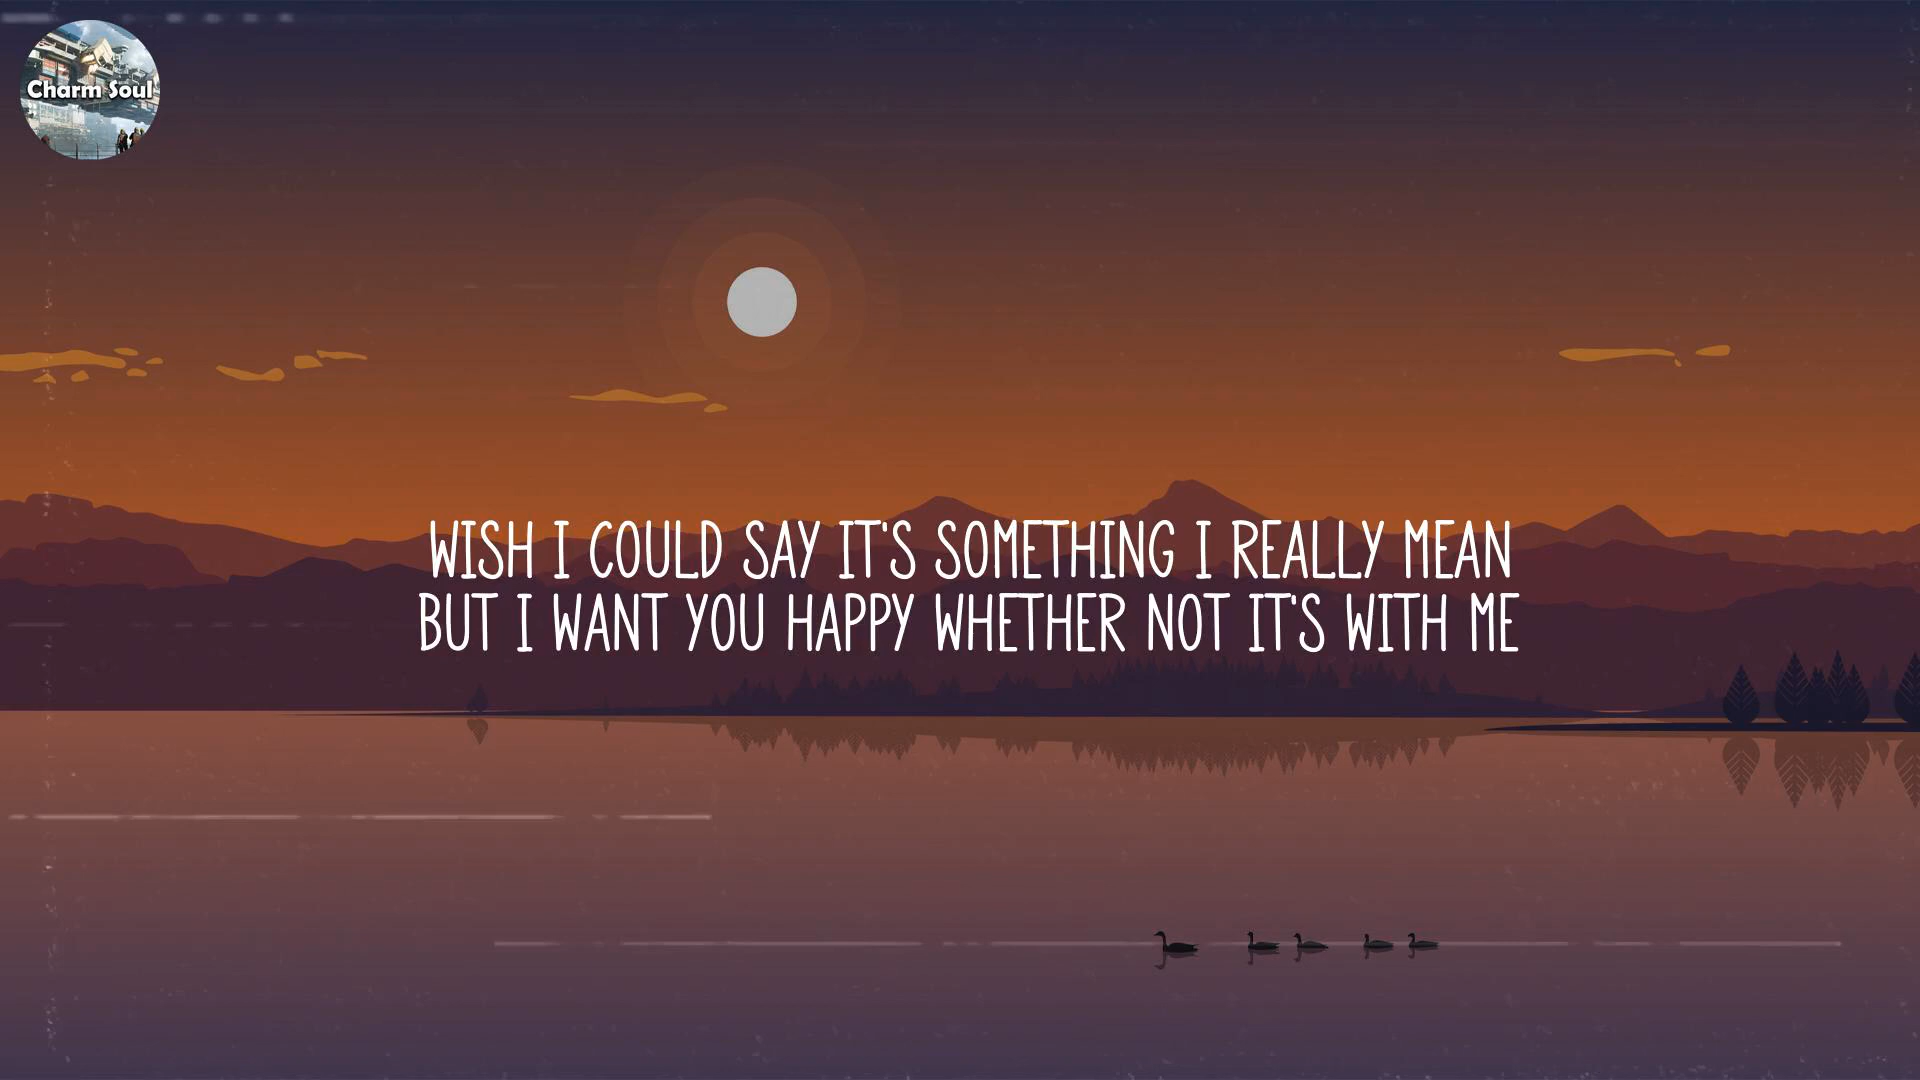 Charm Soul
WISH I COULD SAY IT'S SOMETHING I REALLY MEAN
BUT I WANT YOU HAPPY WHETHER NOT IT'S WITH ME